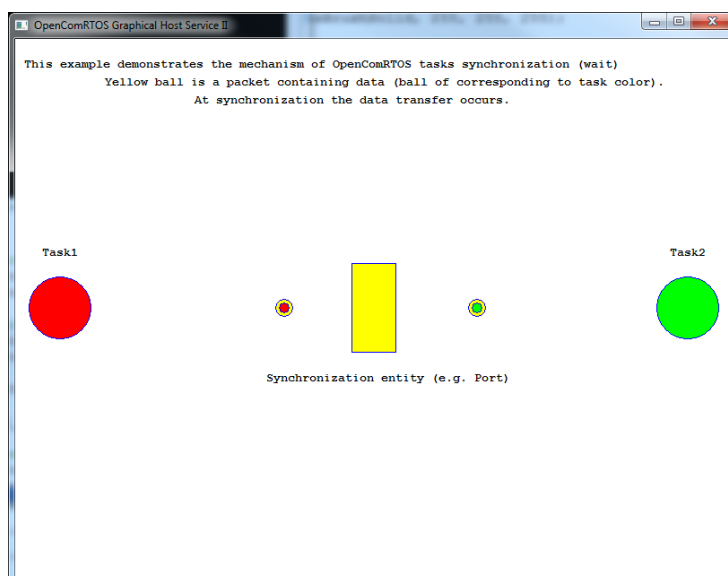 OpenComRTOS Graphical Host Service II
This example demonstrates the mechanism of OpenComRTOS tasks synchronization (wait)
Yellow ball is a packet containing data (ball of corresponding to task color).
At synchronization the data transfer occurs.
Task1
Task2
Synchronization entity (e.g. Port)